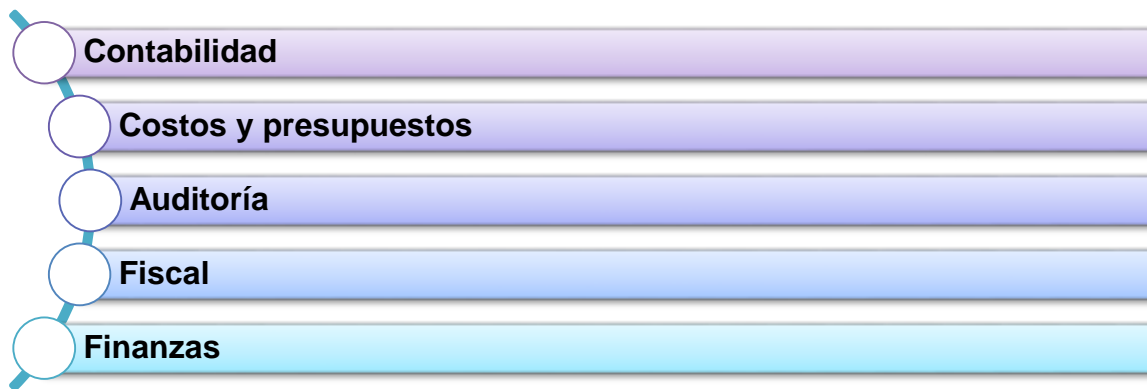 Contabilidad
Costos y presupuestos
Auditoría
Fiscal
Finanzas